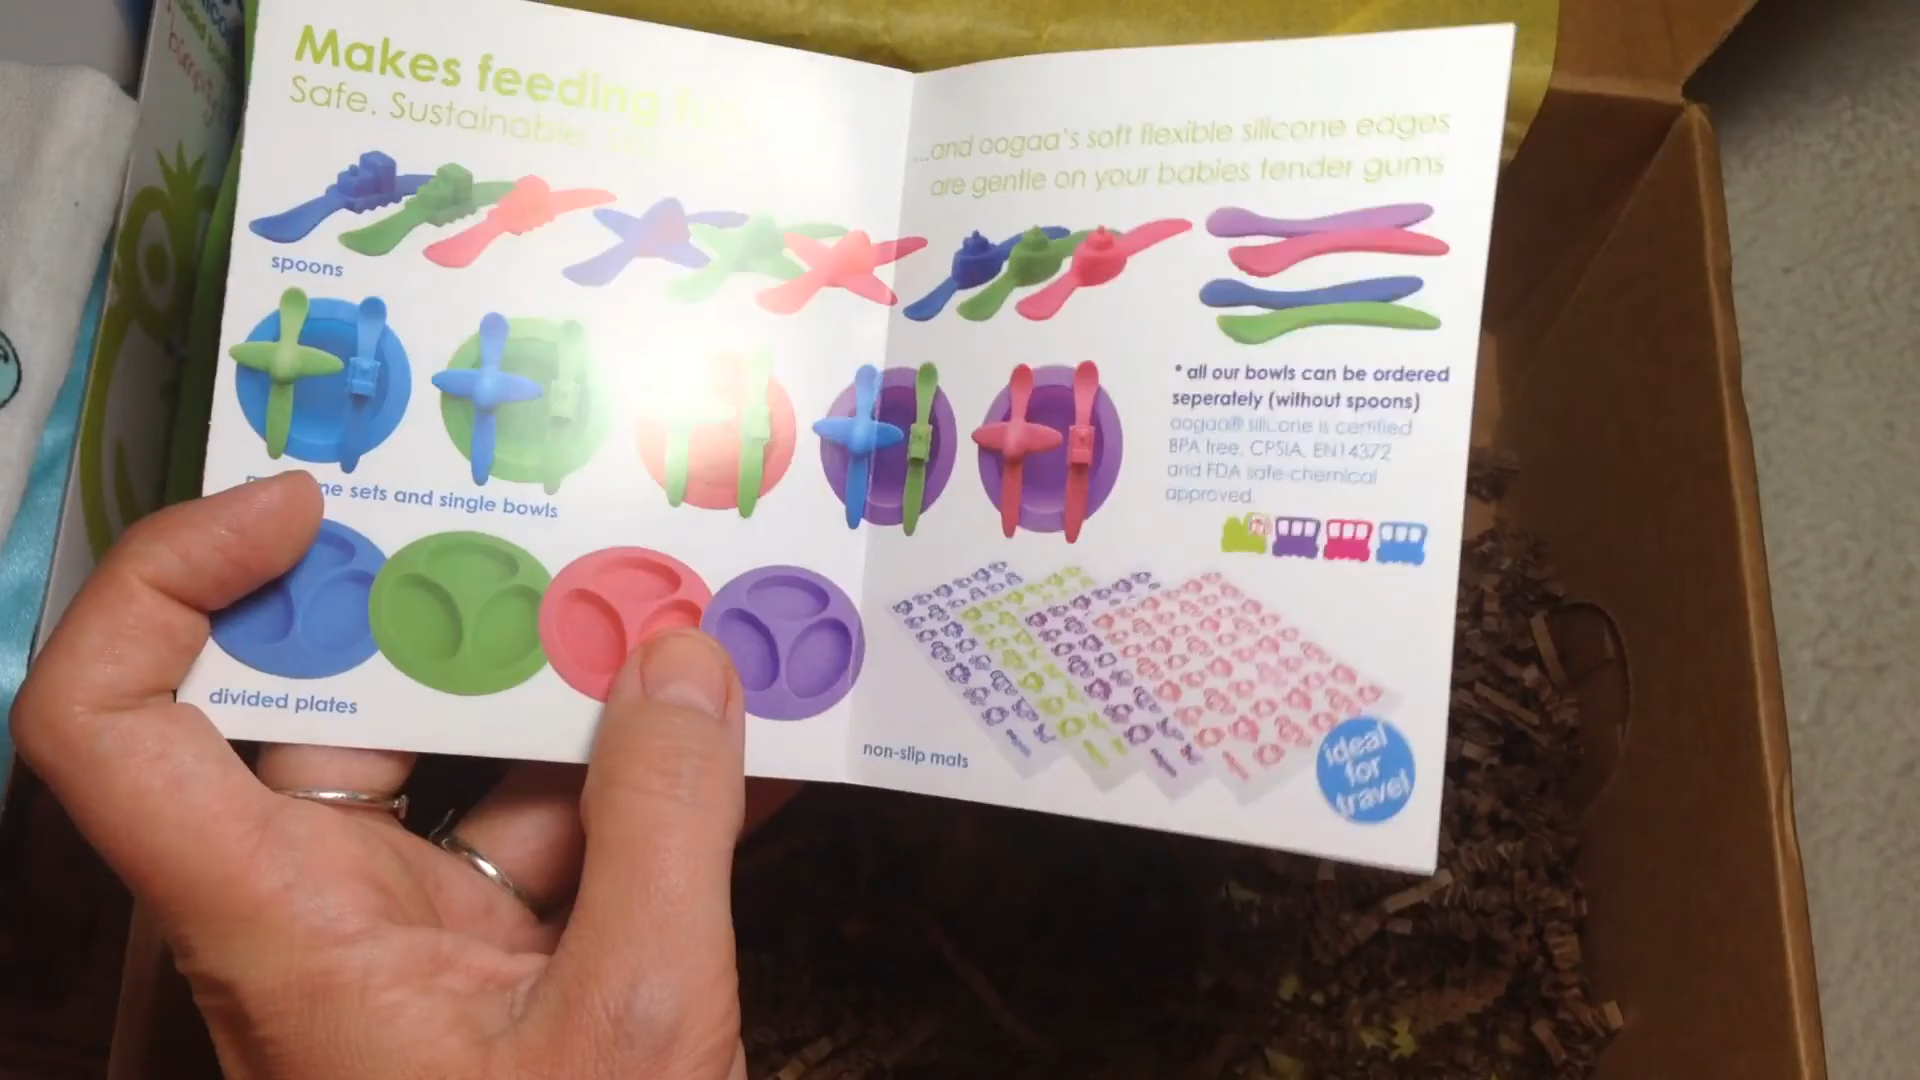 Makes feeding fun.
Safe. Sustainable.
...and oogaa's soft flexible silicone edges
are gentle on your babies tender gums
spoons
* all our bowls can be ordered
seperately (without spoons)
oogaa® silicone is certified
BPA free, CPSIA, EN14372
and FDA safe chemical
approved.
me sets and single bowls
divided plates
non-slip mats
ideal
for
travel